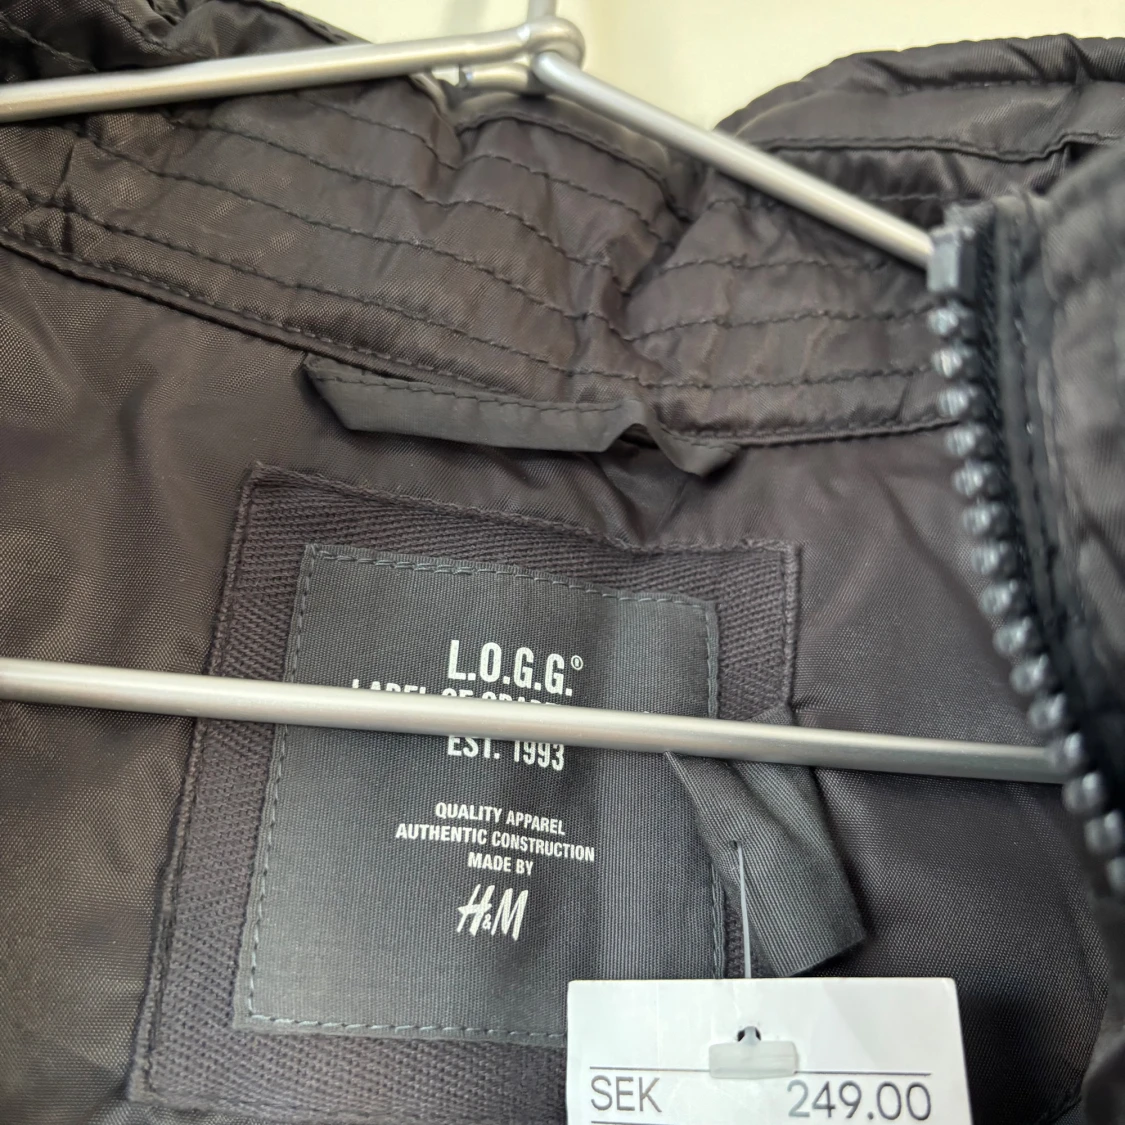 L.O.G.G.®
EST. 1993
QUALITY APPAREL
AUTHENTIC CONSTRUCTION
MADE BY
H&M
SEK 249.00